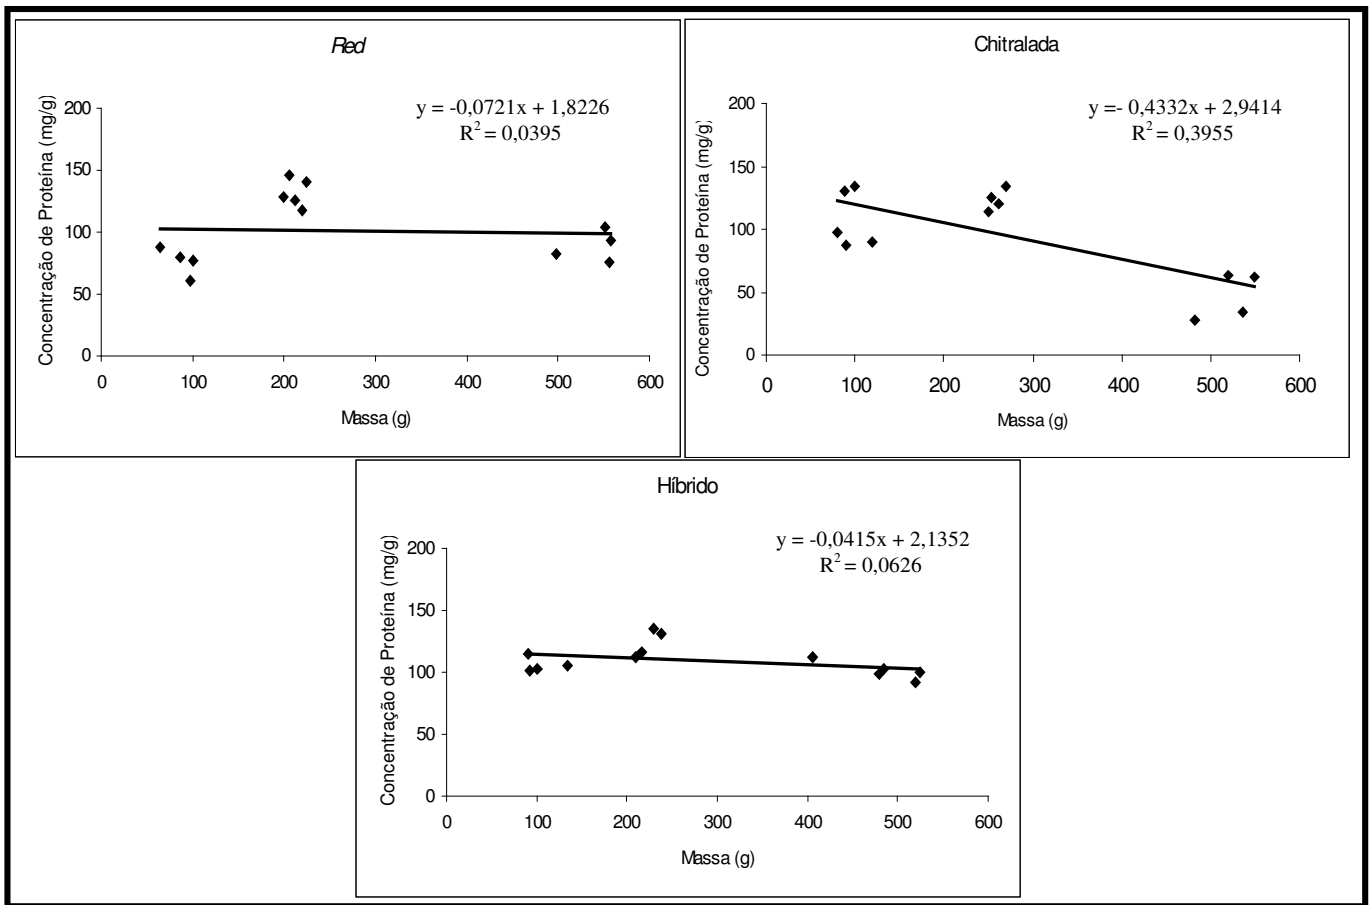 Red
y = -0,0721x + 1,8226
R² = 0,0395
Concentração de Proteína (mg/g)
200
150
100
50
0
0 100 200 300 400 500 600
Massa (g)
Chitralada
y =- 0,4332x + 2,9414
R² = 0,3955
Concentração de Proteína (mg/g)
200
150
100
50
0
0 100 200 300 400 500 600
Massa (g)
Híbrido
y = -0,0415x + 2,1352
R² = 0,0626
Concentração de Proteína (mg/g)
200
150
100
50
0
0 100 200 300 400 500 600
Massa (g)